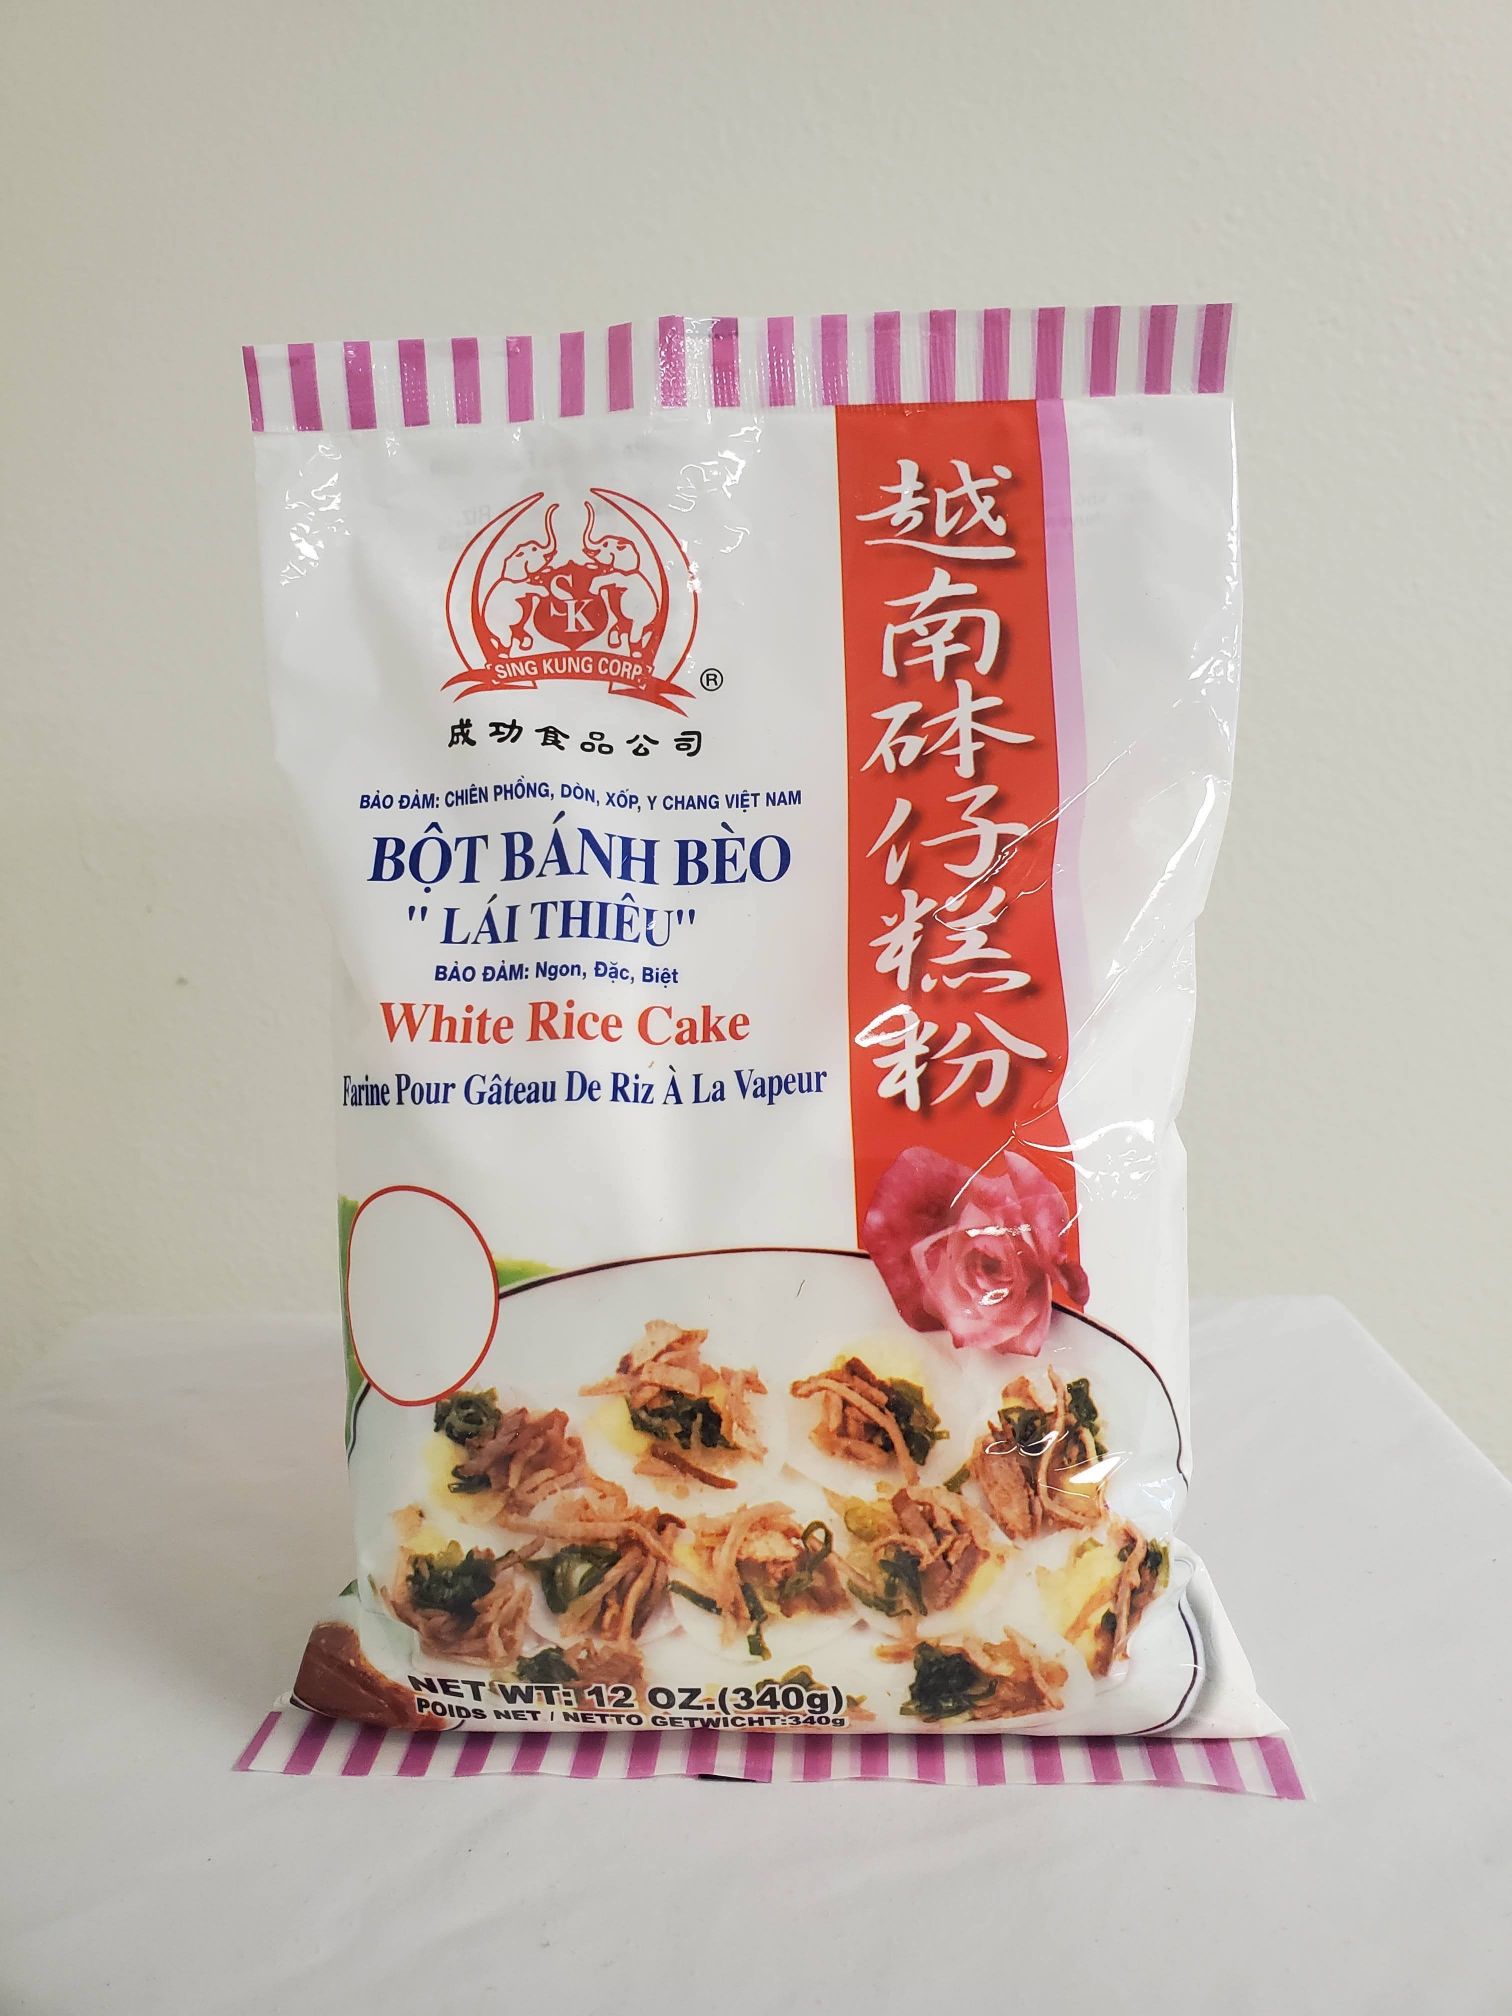 SK
SING KUNG CORP.
®
成功食品公司
BẢO ĐẢM: CHIÊN PHỒNG, DÒN, XỐP, Y CHANG VIỆT NAM
BỘT BÁNH BÈO
" LÁI THIÊU"
BẢO ĐẢM: Ngon, Đặc, Biệt
White Rice Cake
Farine Pour Gâteau De Riz À La Vapeur
越南砵仔糕粉
NET WT: 12 OZ.(340g)
POIDS NET / NETTO GETWICHT:340g